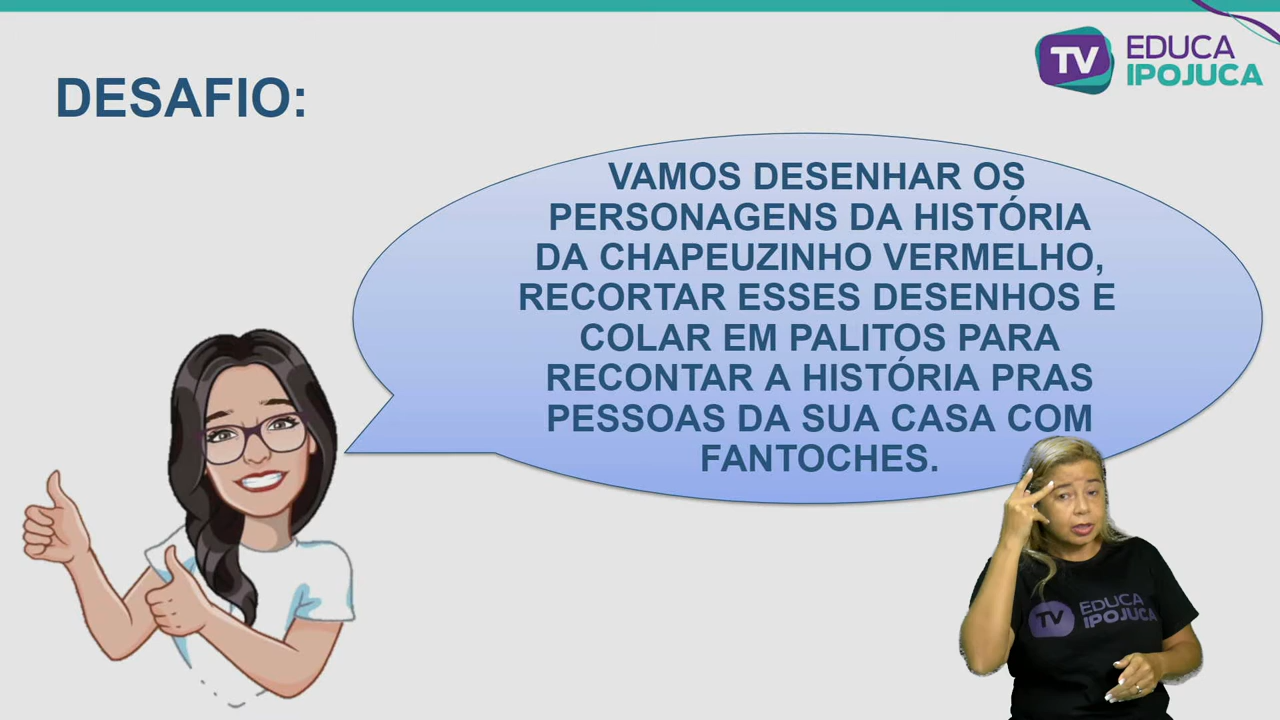 TV EDUCA
IPOJUCA
DESAFIO:
VAMOS DESENHAR OS
PERSONAGENS DA HISTÓRIA
DA CHAPEUZINHO VERMELHO,
RECORTAR ESSES DESENHOS E
COLAR EM PALITOS PARA
RECONTAR A HISTÓRIA PRAS
PESSOAS DA SUA CASA COM
FANTOCHES.
TV EDUCA
IPOJUCA